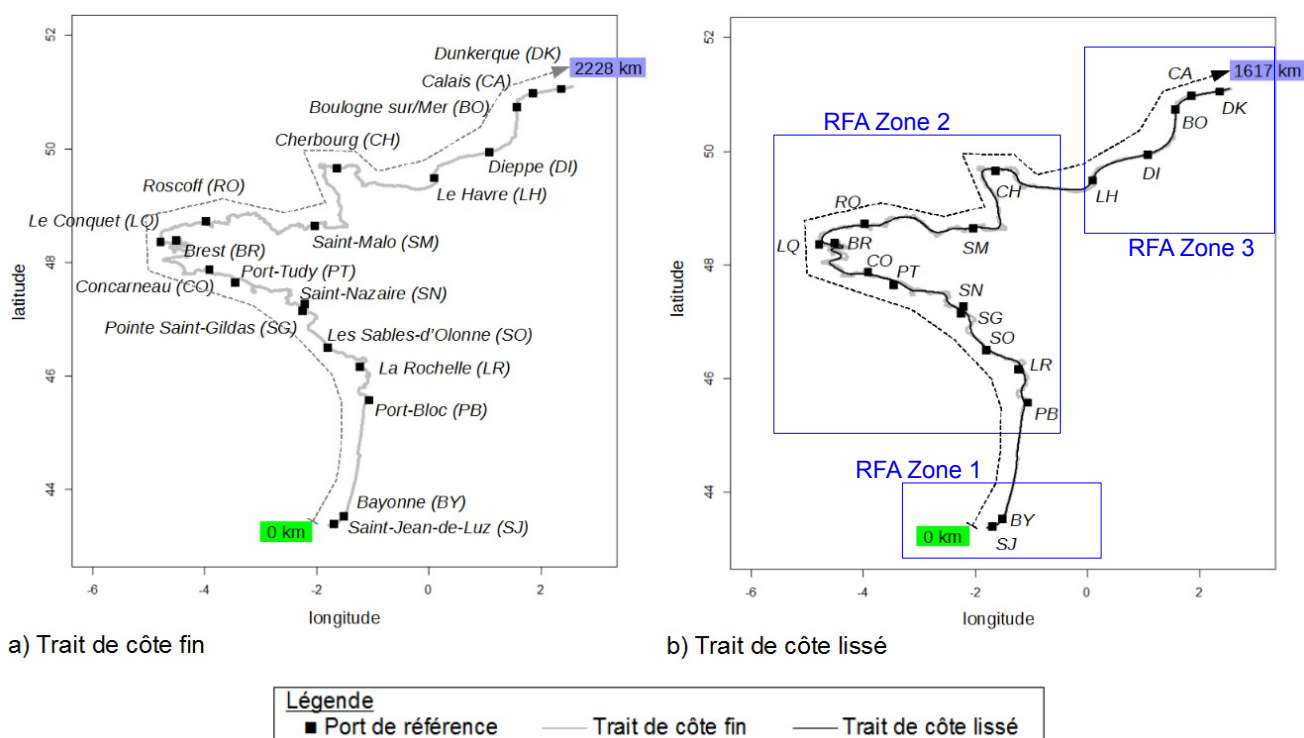 52
50
48
46
44
latitude
-6
-4
-2
0
2
longitude
Dunkerque (DK)
2228 km
Calais (CA)
Boulogne sur/Mer (BO)
Cherbourg (CH)
Dieppe (DI)
Roscoff (RO)
Le Havre (LH)
Le Conquet (LQ)
Saint-Malo (SM)
Brest (BR)
Port-Tudy (PT)
Concarneau (CO)
Saint-Nazaire (SN)
Pointe Saint-Gildas (SG)
Les Sables-d'Olonne (SO)
La Rochelle (LR)
Port-Bloc (PB)
Bayonne (BY)
0 km
Saint-Jean-de-Luz (SJ)
a) Trait de côte fin
52
50
48
46
44
latitude
-6
-4
-2
0
2
longitude
CA
1617 km
DK
BO
RFA Zone 2
DI
CH
LH
RO
RFA Zone 3
SM
LQ
BR
CO
PT
SN
SG
SO
LR
PB
RFA Zone 1
BY
0 km
SJ
b) Trait de côte lissé
Légende
Port de référence
Trait de côte fin
Trait de côte lissé